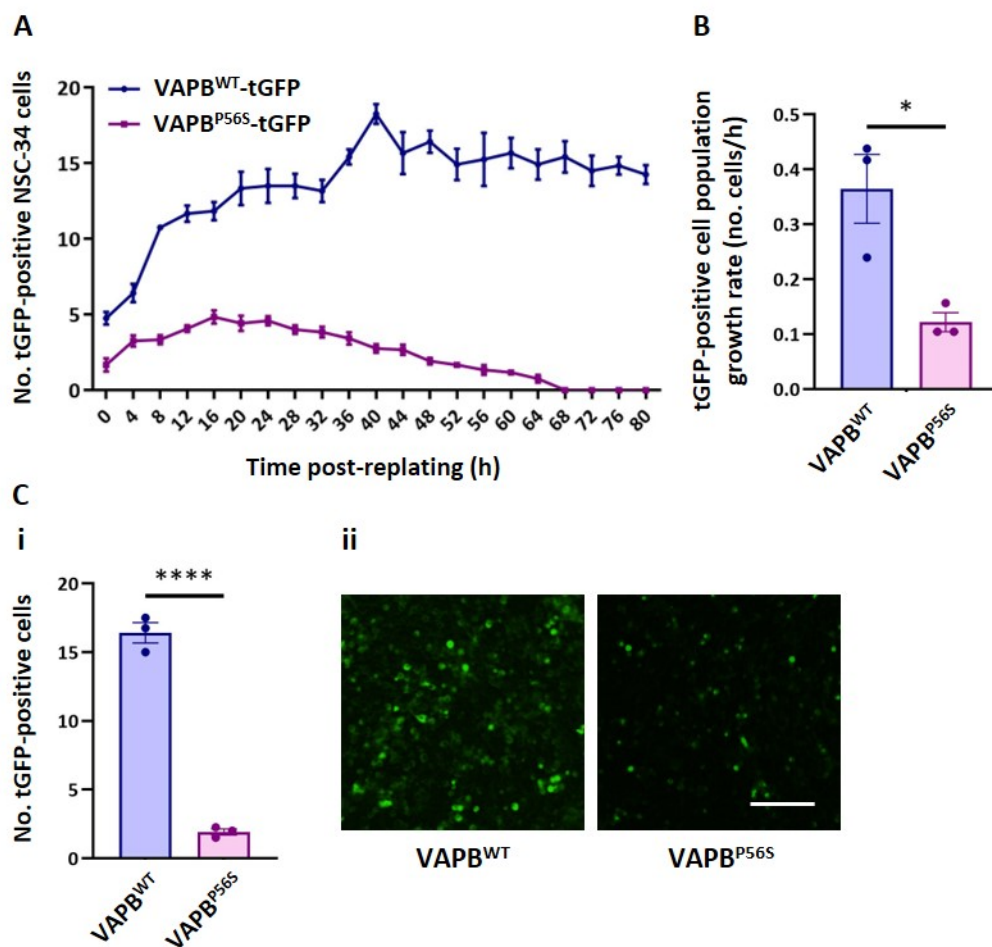 A
No. tGFP-positive NSC-34 cells
20
15
10
5
0
VAPBᵂᵀ-tGFP
VAPBᴾ⁵⁶ˢ-tGFP
0 4 8 12 16 20 24 28 32 36 40 44 48 52 56 60 64 68 72 76 80
Time post-replating (h)
B
tGFP-positive cell population
growth rate (no. cells/h)
0.5
0.4
0.3
0.1
0.0
*
VAPBᵂᵀ
VAPBᴾ⁵⁶ˢ
C
i
No. tGFP-positive cells
20
15
10
5
0
****
VAPBᵂᵀ
VAPBᴾ⁵⁶ˢ
ii
VAPBᵂᵀ
VAPBᴾ⁵⁶ˢ